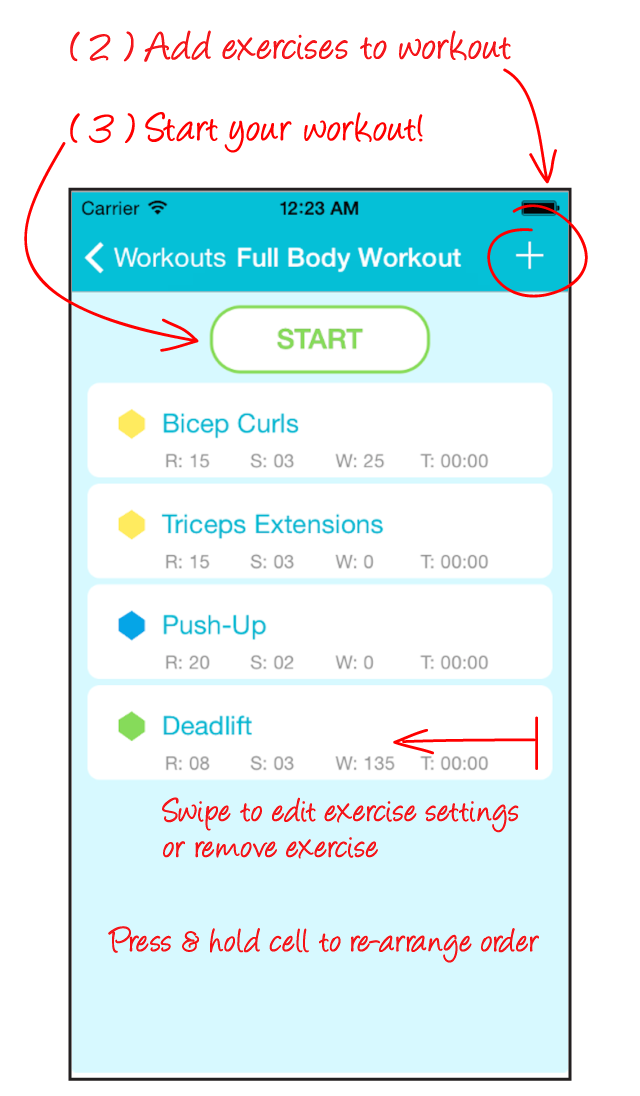 ( 2 ) Add exercises to workout
( 3 ) Start your workout!
Carrier 12:23 AM
Workouts Full Body Workout +
START
Bicep Curls
R: 15 S: 03 W: 25 T: 00:00
Triceps Extensions
R: 15 S: 03 W: 0 T: 00:00
Push-Up
R: 20 S: 02 W: 0 T: 00:00
Deadlift
R: 08 S: 03 W: 135 T: 00:00
Swipe to edit exercise settings
or remove exercise
Press & hold cell to re-arrange order